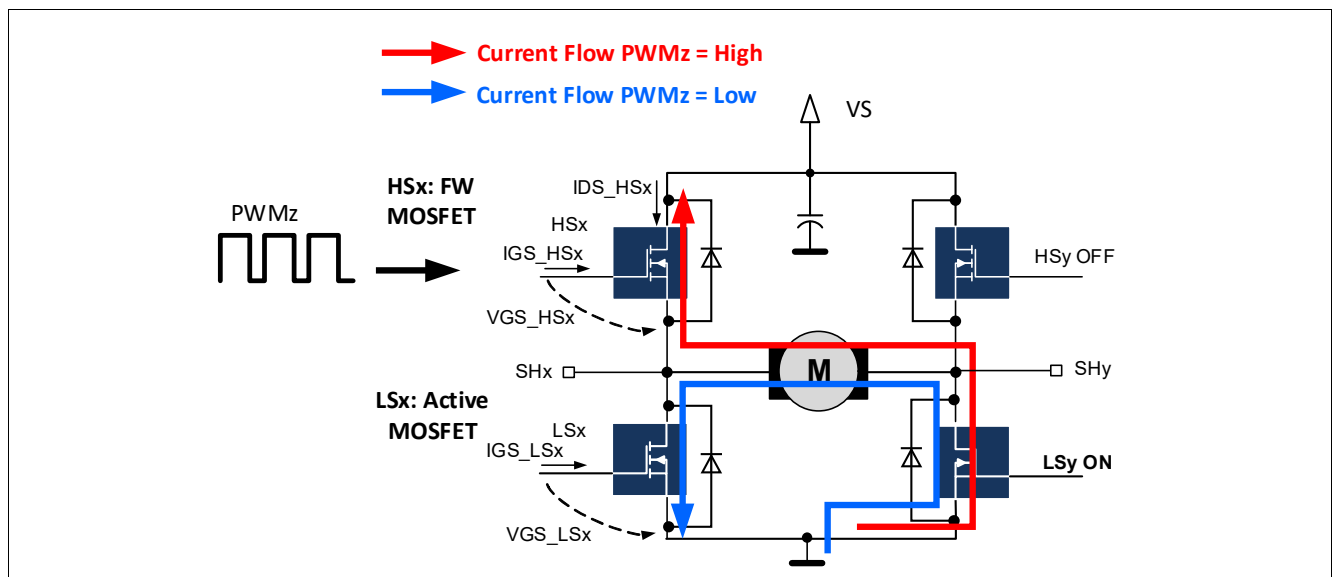 Current Flow PWMz = High
Current Flow PWMz = Low
VS
PWMz
HSx: FW
MOSFET
IDS_HSx
HSx
IGS_HSx
VGS_HSx
HSy OFF
SHx
M
SHy
LSx: Active
MOSFET
LSx
IGS_LSx
VGS_LSx
LSy ON